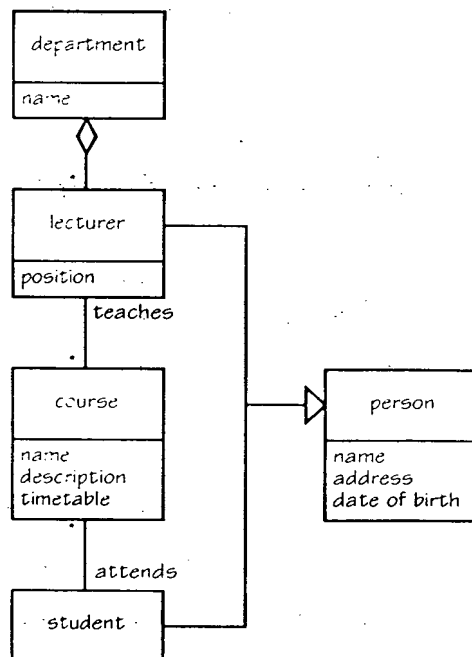 department
name
lecturer
position
teaches
course
name
description
timetable
person
name
address
date of birth
attends
student